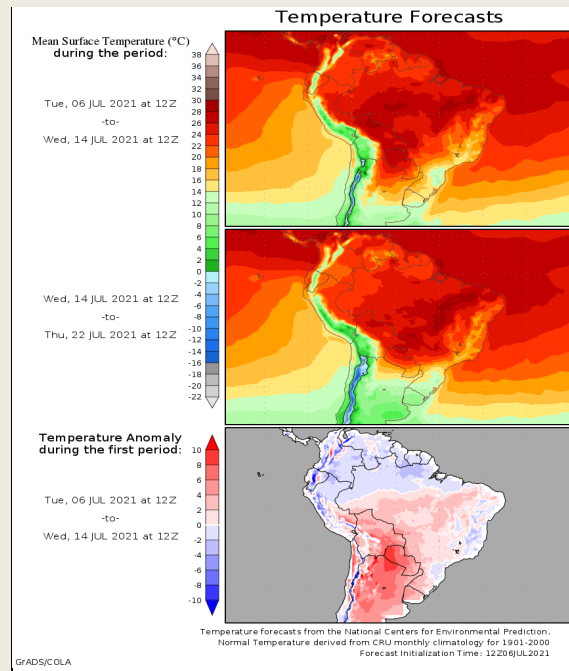 Temperature Forecasts
Mean Surface Temperature (°C)
during the period:
Tue, 06 JUL 2021 at 12Z
-to-
Wed, 14 JUL 2021 at 12Z
38
36
34
32
30
28
26
24
22
20
18
16
14
12
10
8
6
4
2
0
-2
-4
-6
-8
-10
-12
-14
-16
-18
-20
-22
Wed, 14 JUL 2021 at 12Z
-to-
Thu, 22 JUL 2021 at 12Z
Temperature Anomaly
during the first period:
Tue, 06 JUL 2021 at 12Z
-to-
Wed, 14 JUL 2021 at 12Z
10
8
6
4
2
0
-2
-4
-6
-8
-10
Temperature forecasts from the National Centers for Environmental Prediction.
Normal Temperature derived from CRU monthly climatology for 1901-2000
Forecast Initialization Time: 12Z06JUL2021
GrADS/COLA